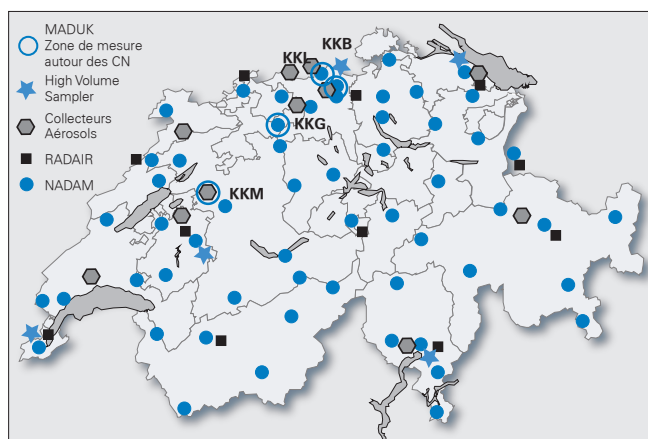 MADUK
Zone de mesure
autour des CN
High Volume
Sampler
Collecteurs
Aérosols
RADAIR
NADAM
KKB
KKL
KKG
KKM